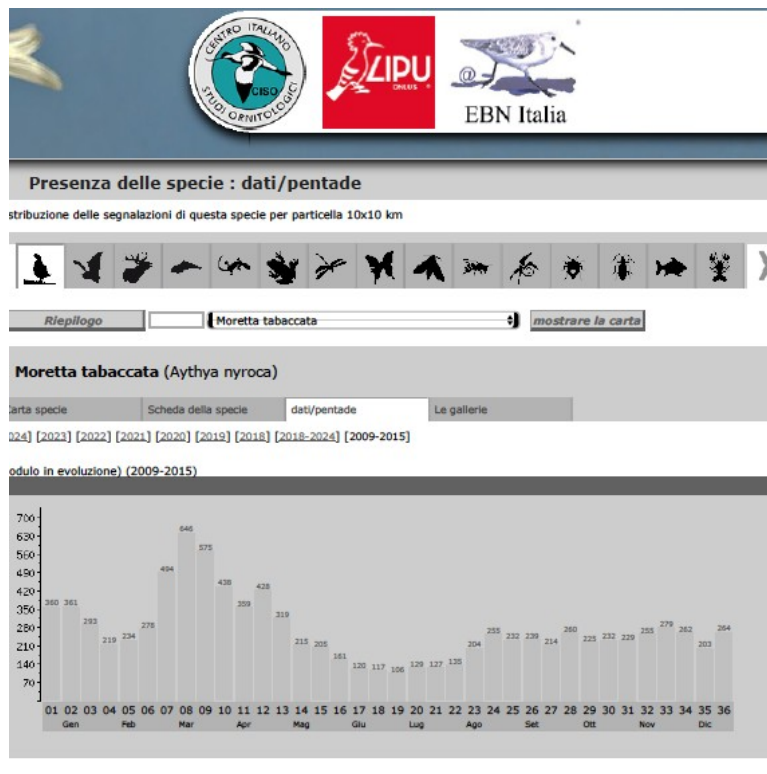 CENTRO ITALIANO
STUDI ORNITOLOGICI
CISO
LIPU
ONLUS
@
EBN Italia
Presenza delle specie : dati/pentade
stribuzione delle segnalazioni di questa specie per particella 10x10 km
Riepilogo
Moretta tabaccata
mostrare la carta
Moretta tabaccata (Aythya nyroca)
Carta specie Scheda della specie dati/pentade Le gallerie
024] [2023] [2022] [2021] [2020] [2019] [2018] [2018-2024] [2009-2015]
odulo in evoluzione) (2009-2015)
700
630
560
490
420
350
280
210
140
70
360 361 293 219 234 278 494 646 575 438 359 428 319 215 205 161 120 117 106 129 127 135 204 255 232 239 214 260 225 232 229 255 279 262 203 264
01 02 03 04 05 06 07 08 09 10 11 12 13 14 15 16 17 18 19 20 21 22 23 24 25 26 27 28 29 30 31 32 33 34 35 36
Gen Feb Mar Apr Mag Giu Lug Ago Set Ott Nov Dic